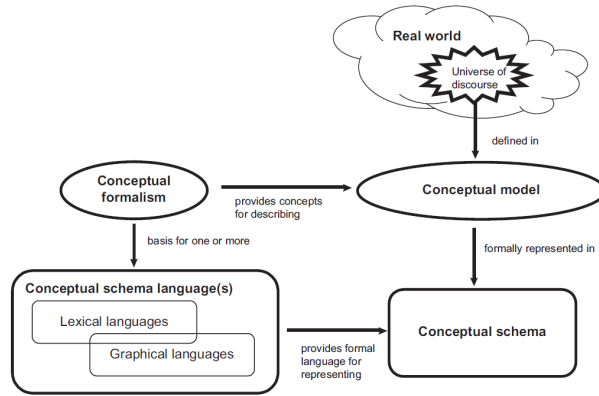 Real world
Universe of
discourse
defined in
Conceptual
formalism
provides concepts
for describing
Conceptual model
basis for one or more
formally represented in
Conceptual schema language(s)
Lexical languages
Graphical languages
provides formal
language for
representing
Conceptual schema